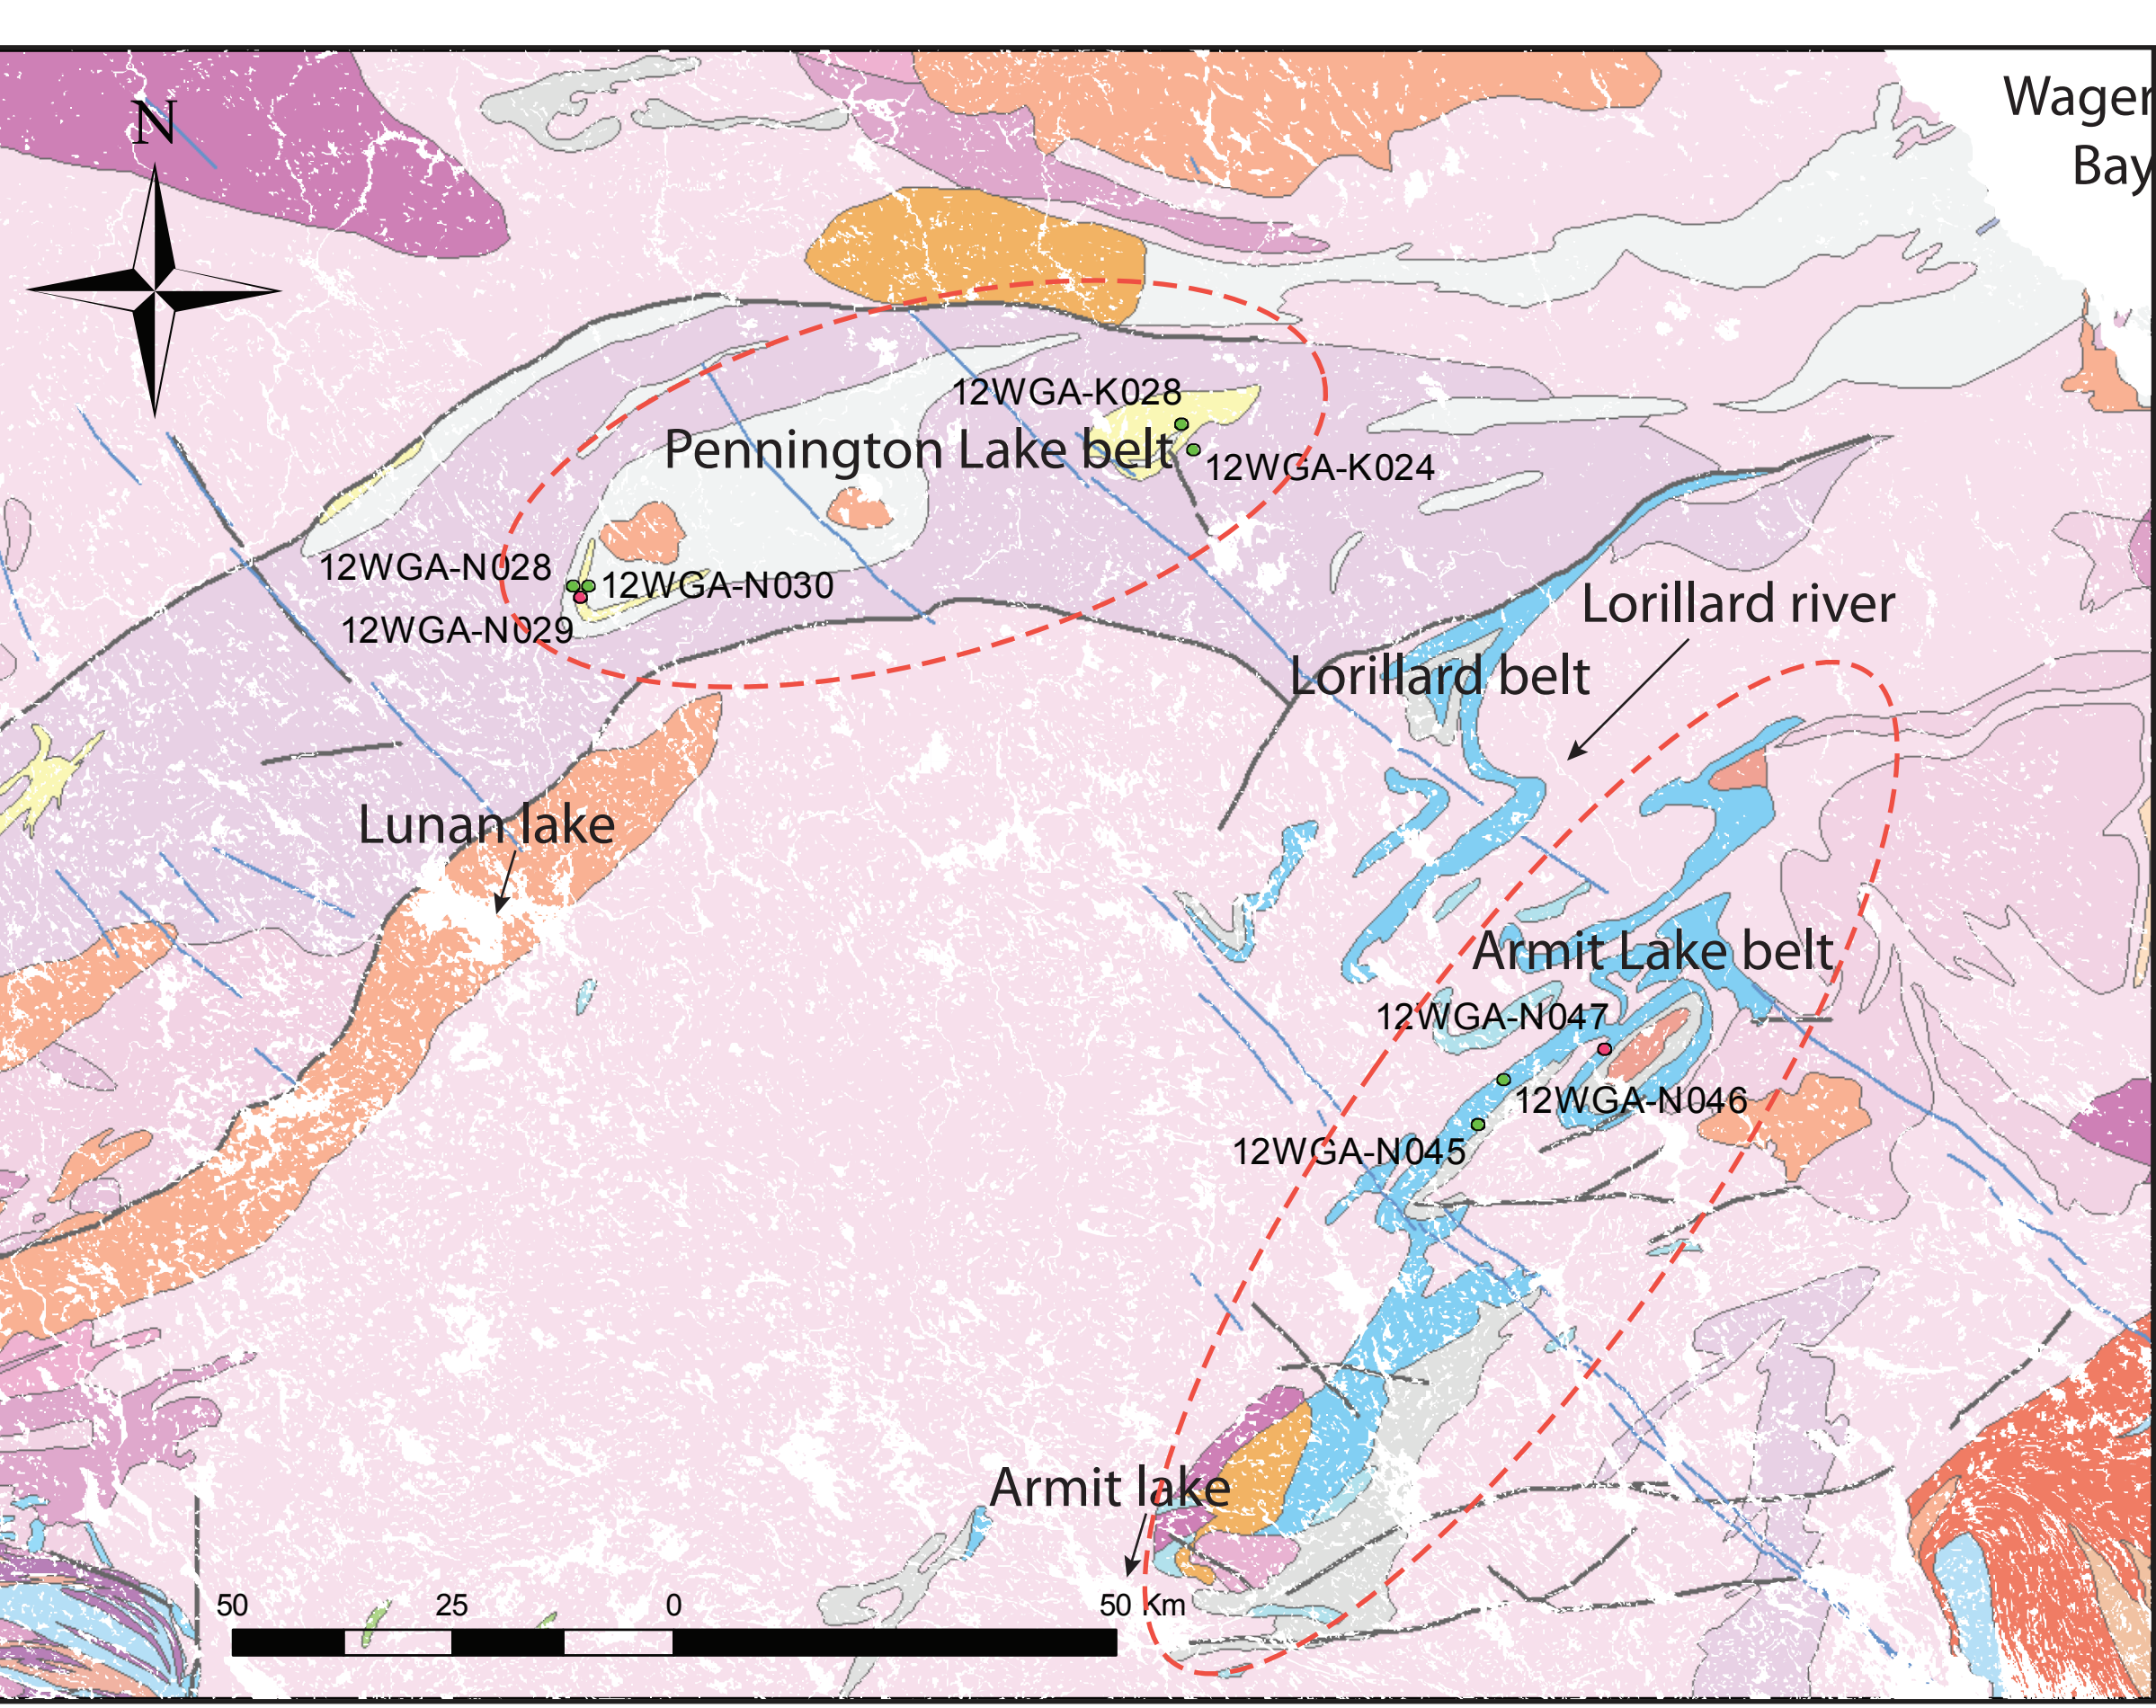 Wager
Bay
N
12WGA-K028
Pennington Lake belt
12WGA-K024
12WGA-N028
12WGA-N030
12WGA-N029
Lorillard river
Lorillard belt
Lunan lake
Armit Lake belt
12WGA-N047
12WGA-N046
12WGA-N045
Armit lake
50 25 0 50 Km